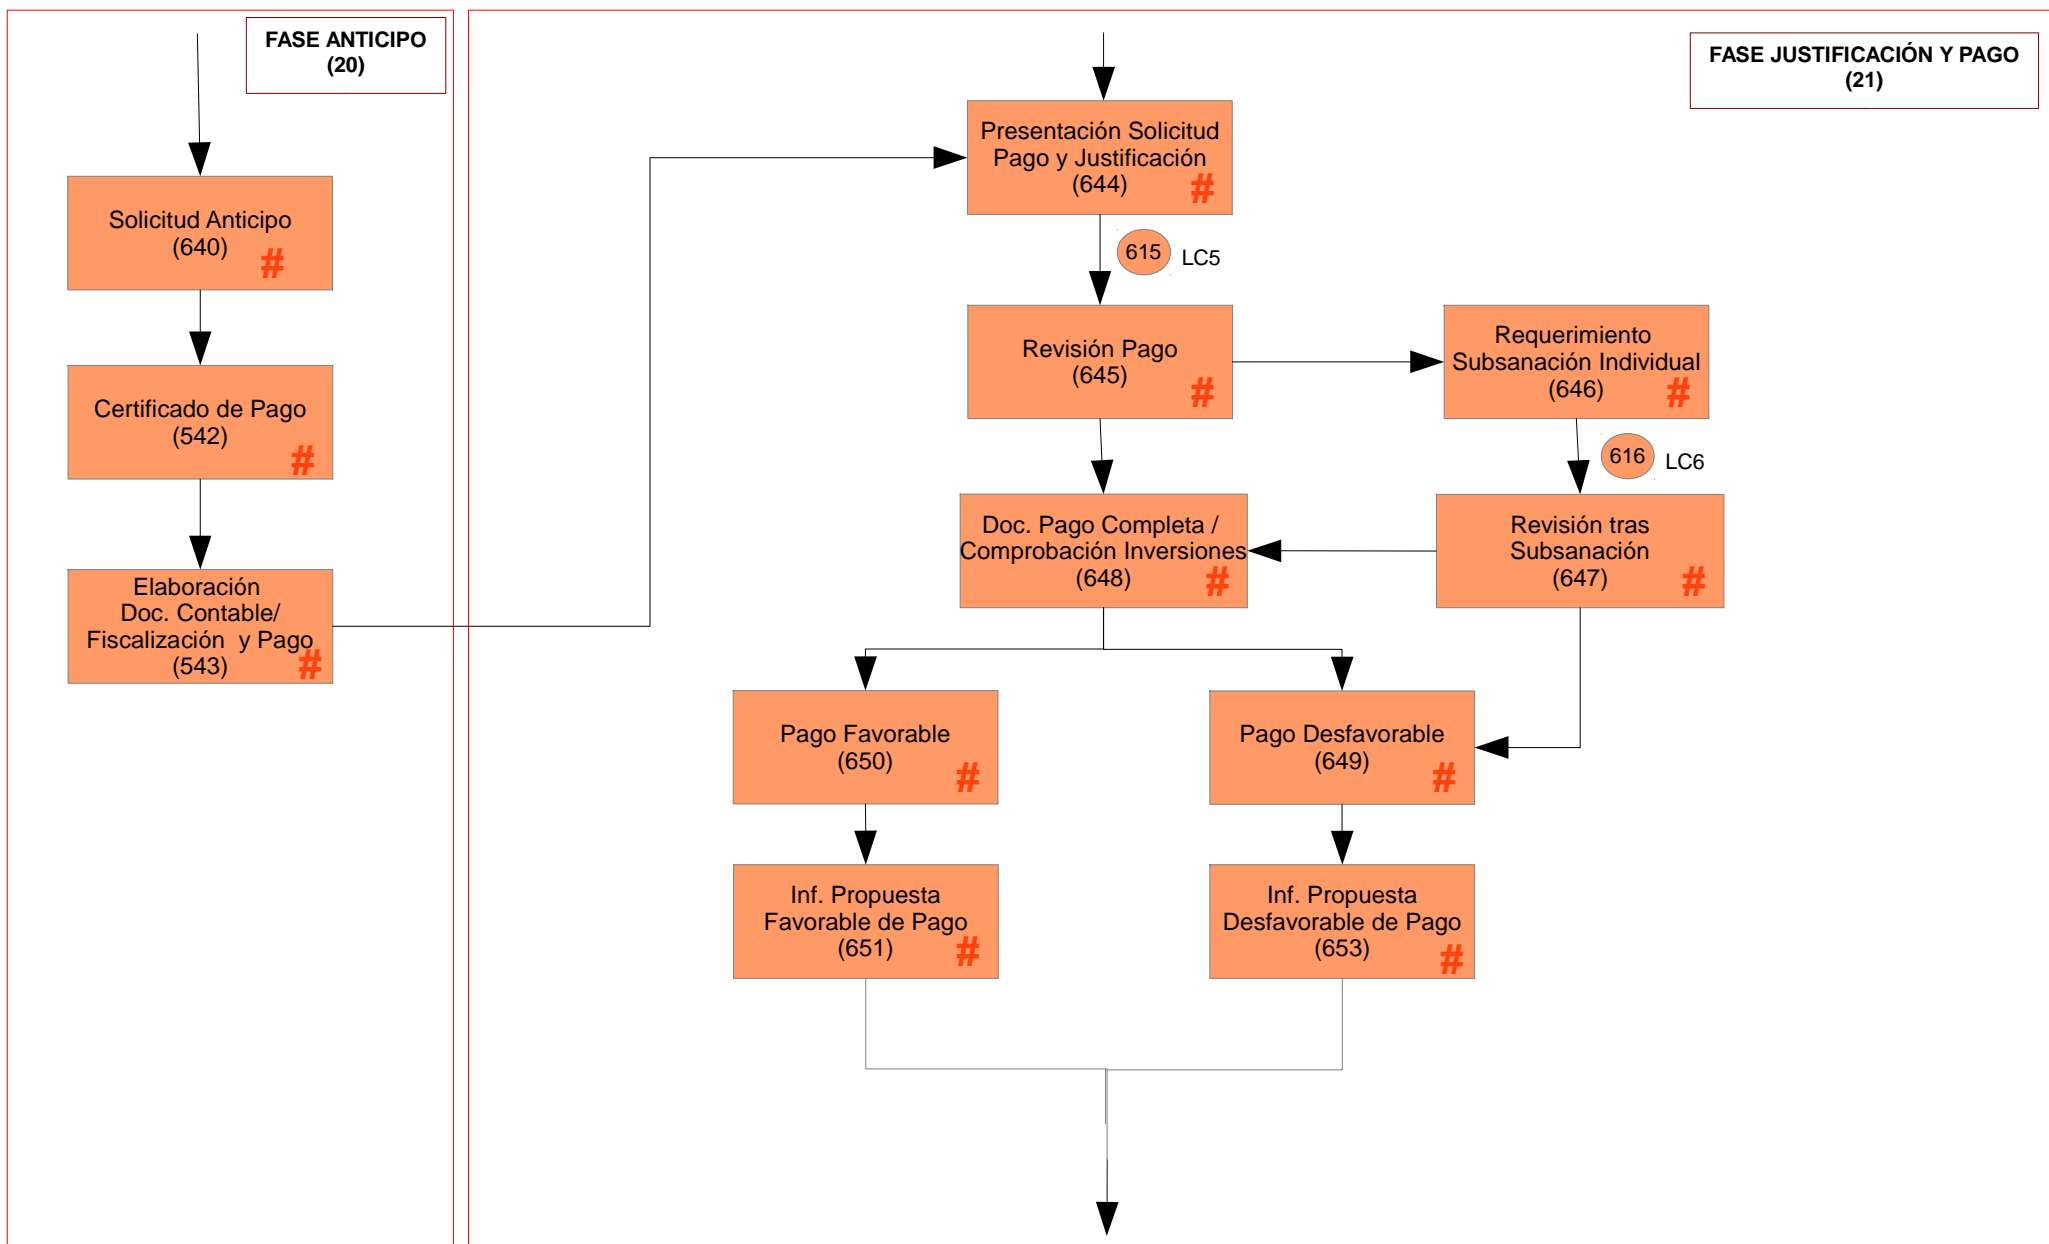 FASE ANTICIPO
(20)
Solicitud Anticipo
(640)
#
Certificado de Pago
(542)
#
Elaboración
Doc. Contable/
Fiscalización y Pago
(543)
#
FASE JUSTIFICACIÓN Y PAGO
(21)
Presentación Solicitud
Pago y Justificación
(644)
#
615
LC5
Revisión Pago
(645)
#
Requerimiento
Subsanación Individual
(646)
#
616
LC6
Doc. Pago Completa /
Comprobación Inversiones
(648)
#
Revisión tras
Subsanación
(647)
#
Pago Favorable
(650)
#
Pago Desfavorable
(649)
#
Inf. Propuesta
Favorable de Pago
(651)
#
Inf. Propuesta
Desfavorable de Pago
(653)
#